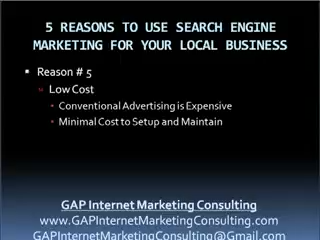 5 REASONS TO USE SEARCH ENGINE
MARKETING FOR YOUR LOCAL BUSINESS
Reason # 5
Low Cost
Conventional Advertising is Expensive
Minimal Cost to Setup and Maintain
GAP Internet Marketing Consulting
www.GAPInternetMarketingConsulting.com
GAPInternetMarketingConsulting@Gmail.com